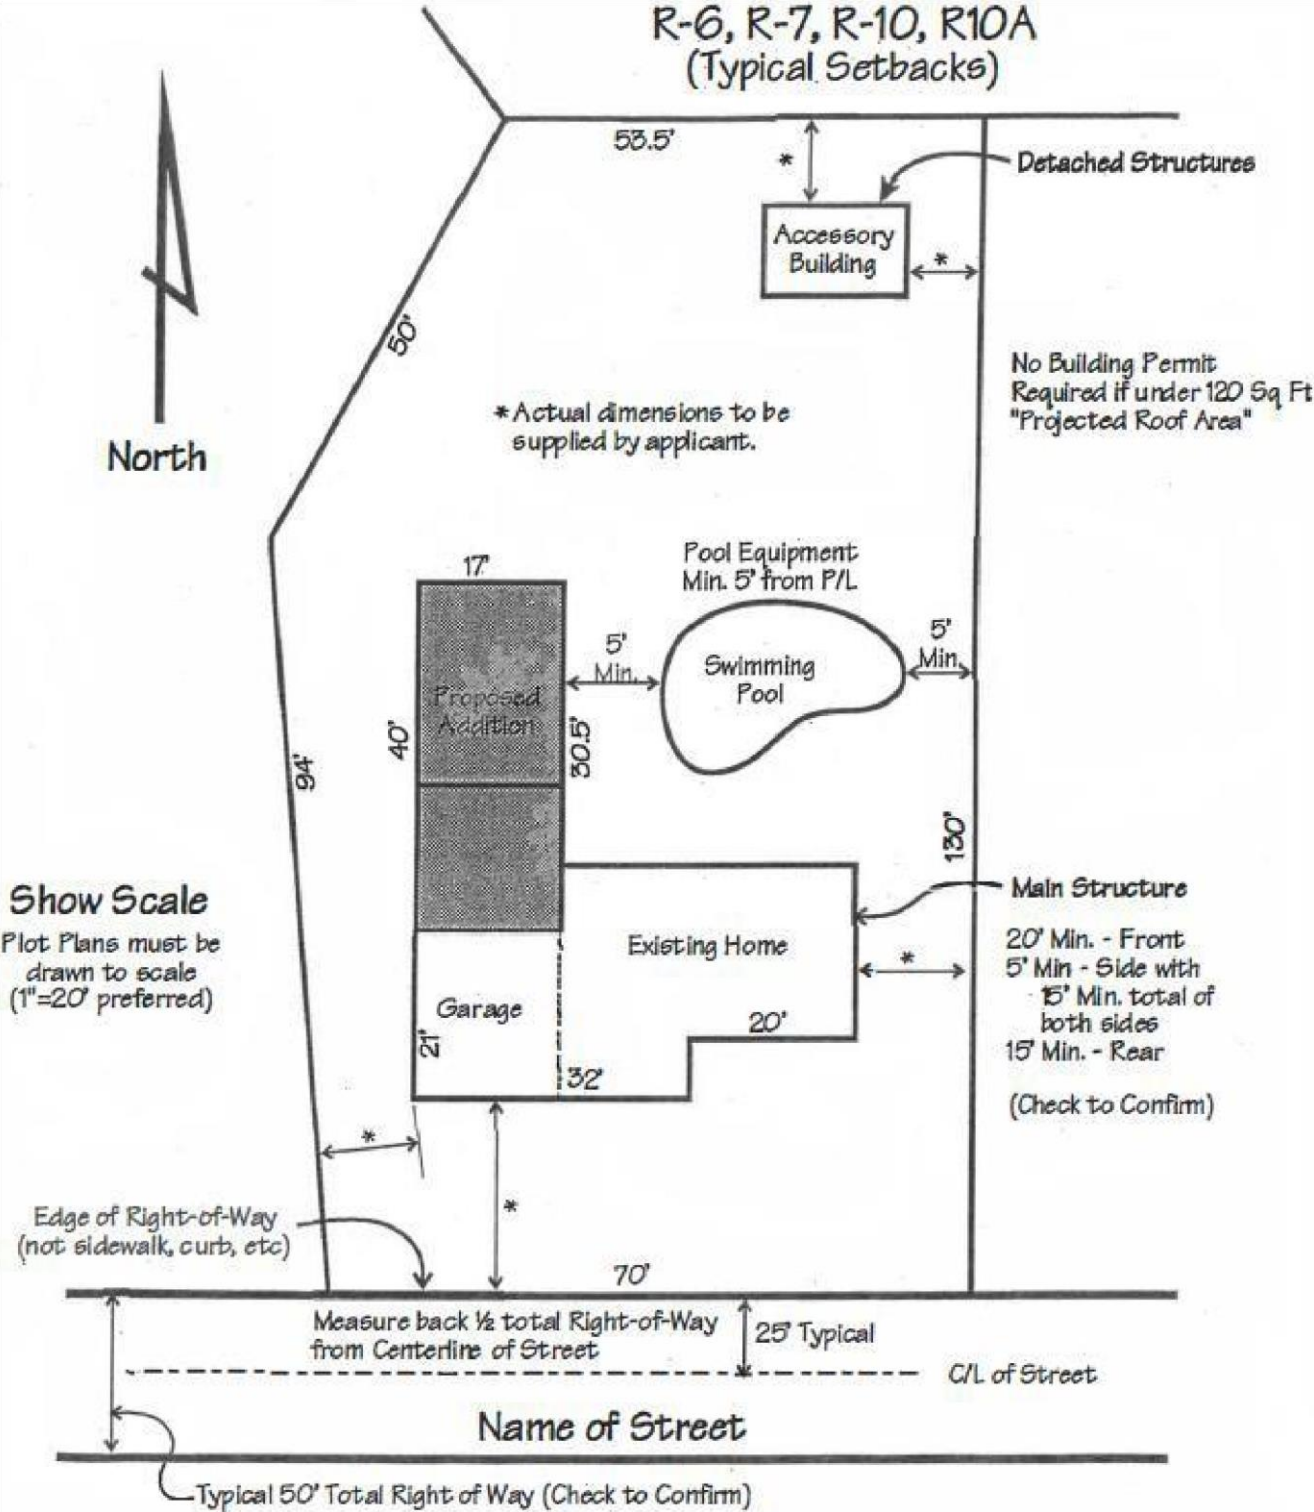 R-6, R-7, R-10, R10A
(Typical Setbacks)
53.5'
*
Detached Structures
Accessory
Building
*
50'
No Building Permit
Required if under 120 Sq Ft
"Projected Roof Area"
*Actual dimensions to be
supplied by applicant.
North
17'
Pool Equipment
Min. 5' from P/L
5'
Min.
Swimming
Pool
5'
Min.
Proposed
Addition
40'
30.5'
94'
130'
Show Scale
Plot Plans must be
drawn to scale
(1"=20' preferred)
Main Structure
20' Min. - Front
5' Min - Side with
15' Min. total of
both sides
15' Min. - Rear
(Check to Confirm)
Existing Home
*
Garage
21'
20'
32'
*
*
Edge of Right-of-Way
(not sidewalk, curb, etc)
70'
Measure back ½ total Right-of-Way
from Centerline of Street
25' Typical
C/L of Street
Name of Street
Typical 50' Total Right of Way (Check to Confirm)